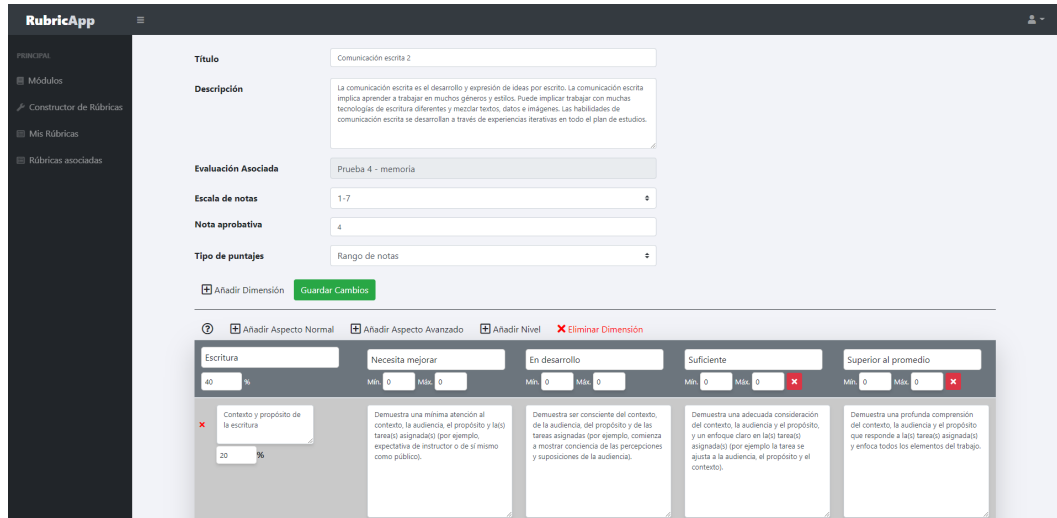 RubricApp
PRINCIPAL
Módulos
Constructor de Rúbricas
Mis Rúbricas
Rúbricas asociadas
Título
Comunicación escrita 2
Descripción
La comunicación escrita es el desarrollo y expresión de ideas por escrito. La comunicación escrita
implica aprender a trabajar en muchos géneros y estilos. Puede implicar trabajar con muchas
tecnologías de escritura diferentes y mezclar textos, datos e imágenes. Las habilidades de
comunicación escrita se desarrollan a través de experiencias iterativas en todo el plan de estudios.
Evaluación Asociada
Prueba 4 - memoria
Escala de notas
1-7
Nota aprobativa
4
Tipo de puntajes
Rango de notas
Añadir Dimensión Guardar Cambios
Añadir Aspecto Normal Añadir Aspecto Avanzado Añadir Nivel Eliminar Dimensión
Escritura Necesita mejorar En desarrollo Suficiente Superior al promedio
40 % Mín. 0 Máx. 0 Mín. 0 Máx. 0 Mín. 0 Máx. 0 Mín. 0 Máx. 0
Contexto y propósito de
la escritura
20 %
Demuestra una mínima atención al
contexto, la audiencia, el propósito y la(s)
tarea(s) asignada(s) (por ejemplo,
expectativa de instructor o de sí mismo
como público).
Demuestra ser consciente del contexto,
de la audiencia, del propósito y de las
tareas asignadas (por ejemplo, comienza
a mostrar conciencia de las percepciones
y suposiciones de la audiencia).
Demuestra una adecuada consideración
del contexto, la audiencia y el propósito,
y un enfoque claro en la(s) tarea(s)
asignada(s) (por ejemplo la tarea se
ajusta a la audiencia, el propósito y el
contexto).
Demuestra una profunda comprensión
del contexto, la audiencia y el propósito
que responde a la(s) tarea(s) asignada(s)
y enfoca todos los elementos del trabajo.